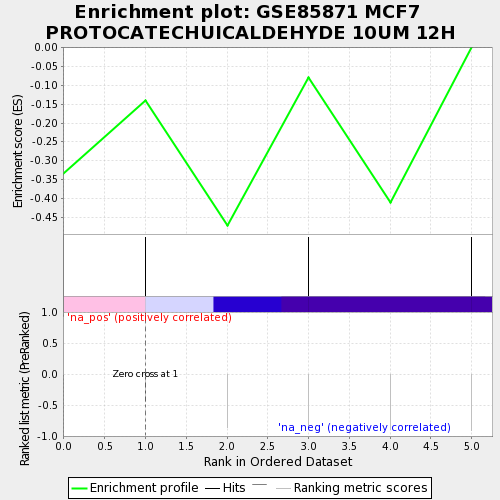 Enrichment plot: GSE85871 MCF7
PROTOCATECHUICALDEHYDE 10UM 12H
Enrichment score (ES)
0.00
-0.05
-0.10
-0.15
-0.20
-0.25
-0.30
-0.35
-0.40
-0.45
Ranked list metric (PreRanked)
1.0
0.5
0.0
-0.5
-1.0
'na_pos' (positively correlated)
Zero cross at 1
'na_neg' (negatively correlated)
0.0 0.5 1.0 1.5 2.0 2.5 3.0 3.5 4.0 4.5 5.0
Rank in Ordered Dataset
Enrichment profile Hits Ranking metric scores